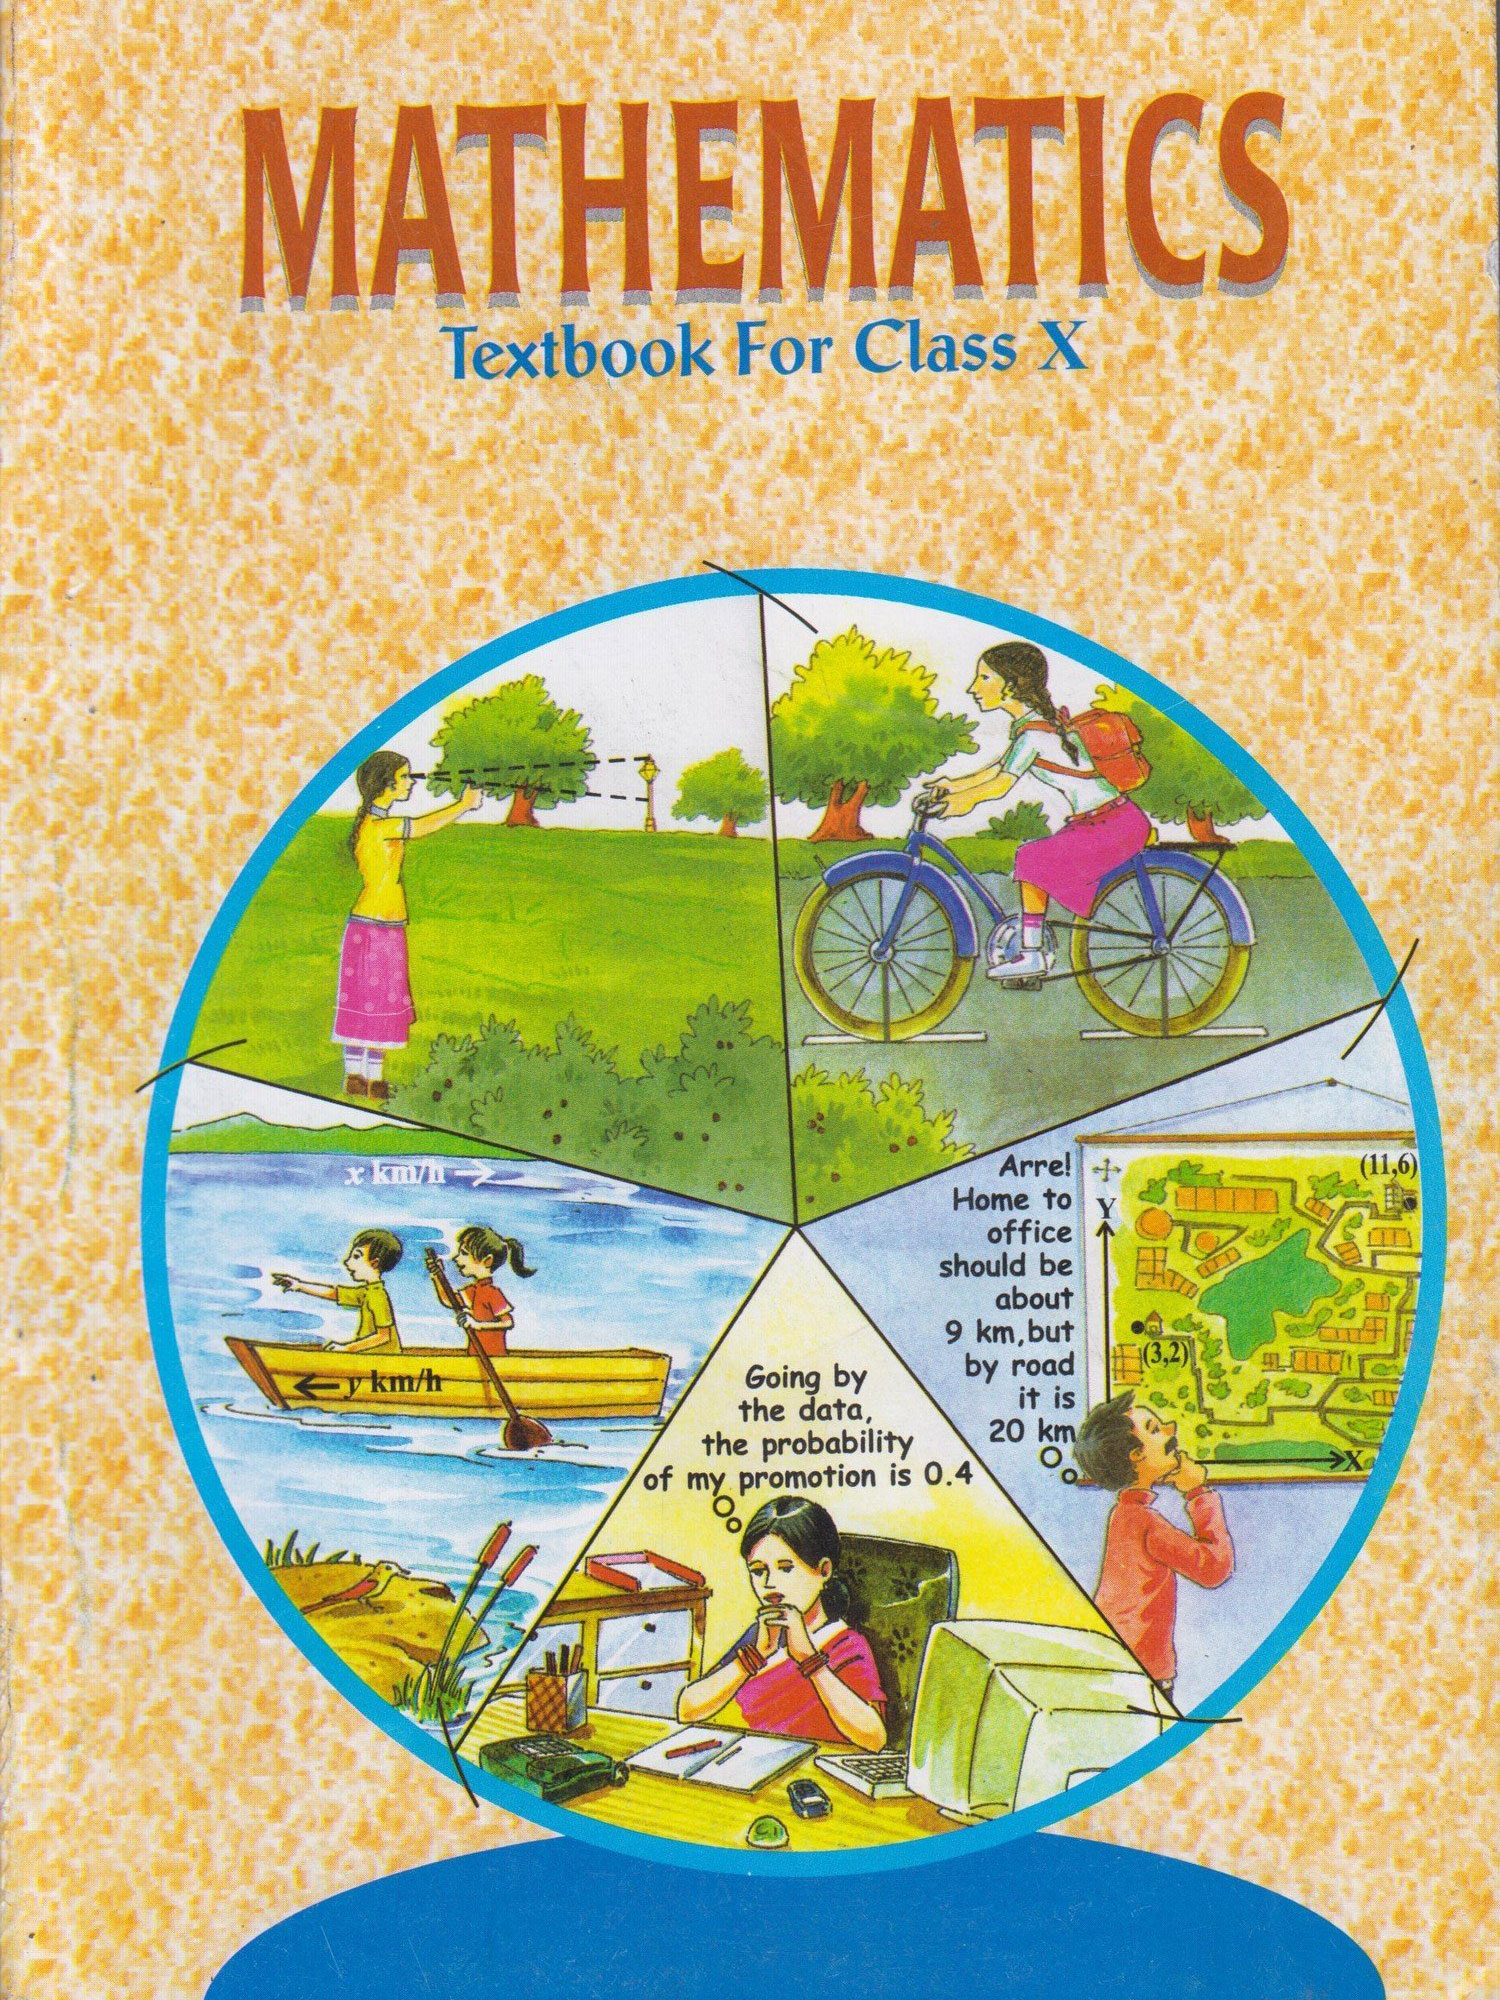 MATHEMATICS
Textbook For Class X
x km/h
y km/h
Arre!
Home to
office
should be
about
9 km,but
by road
it is
20 km
Y
(11,6)
(3,2)
X
Going by
the data,
the probability
of my promotion is 0.4